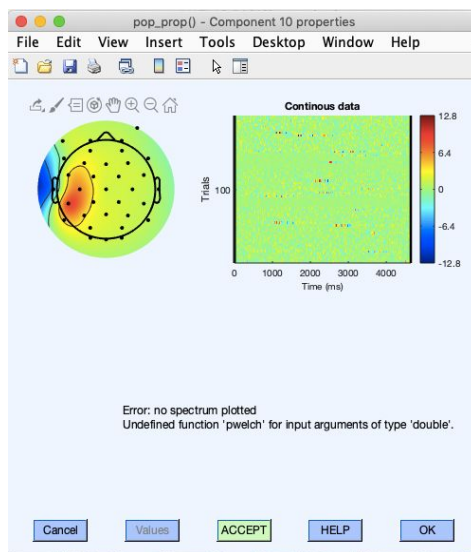 pop_prop() - Component 10 properties
File Edit View Insert Tools Desktop Window Help
Continous data
12.8
6.4
0
-6.4
-12.8
Trials
100
0 1000 2000 3000 4000
Time (ms)
Error: no spectrum plotted
Undefined function 'pwelch' for input arguments of type 'double'.
Cancel Values ACCEPT HELP OK